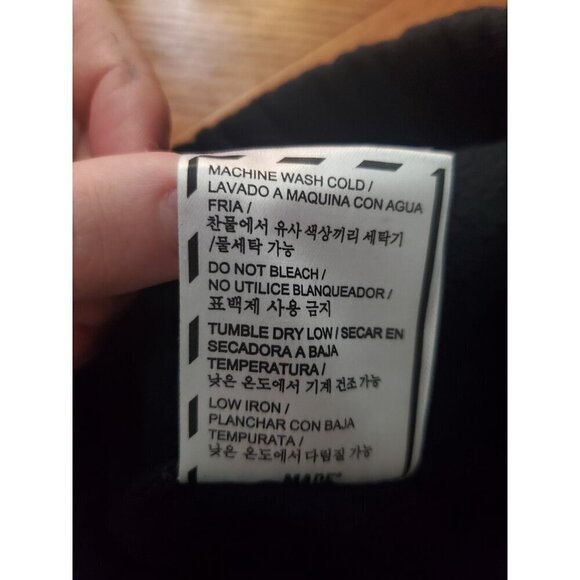 MACHINE WASH COLD /
LAVADO A MAQUINA CON AGUA
FRIA /
찬물에서 유사 색상끼리 세탁기
/물세탁 가능
DO NOT BLEACH /
NO UTILICE BLANQUEADOR /
표백제 사용 금지
TUMBLE DRY LOW / SECAR EN
SECADORA A BAJA
TEMPERATURA /
낮은 온도에서 기계 건조 가능
LOW IRON /
PLANCHAR CON BAJA
TEMPURATA /
낮은 온도에서 다림질 가능